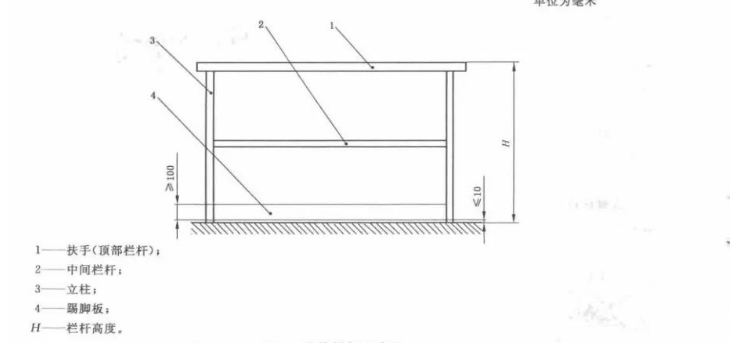 单位为毫米
2
1
3
4
H
≥100
≤10
1——扶手(顶部栏杆);
2——中间栏杆;
3——立柱;
4——踢脚板;
H——栏杆高度。